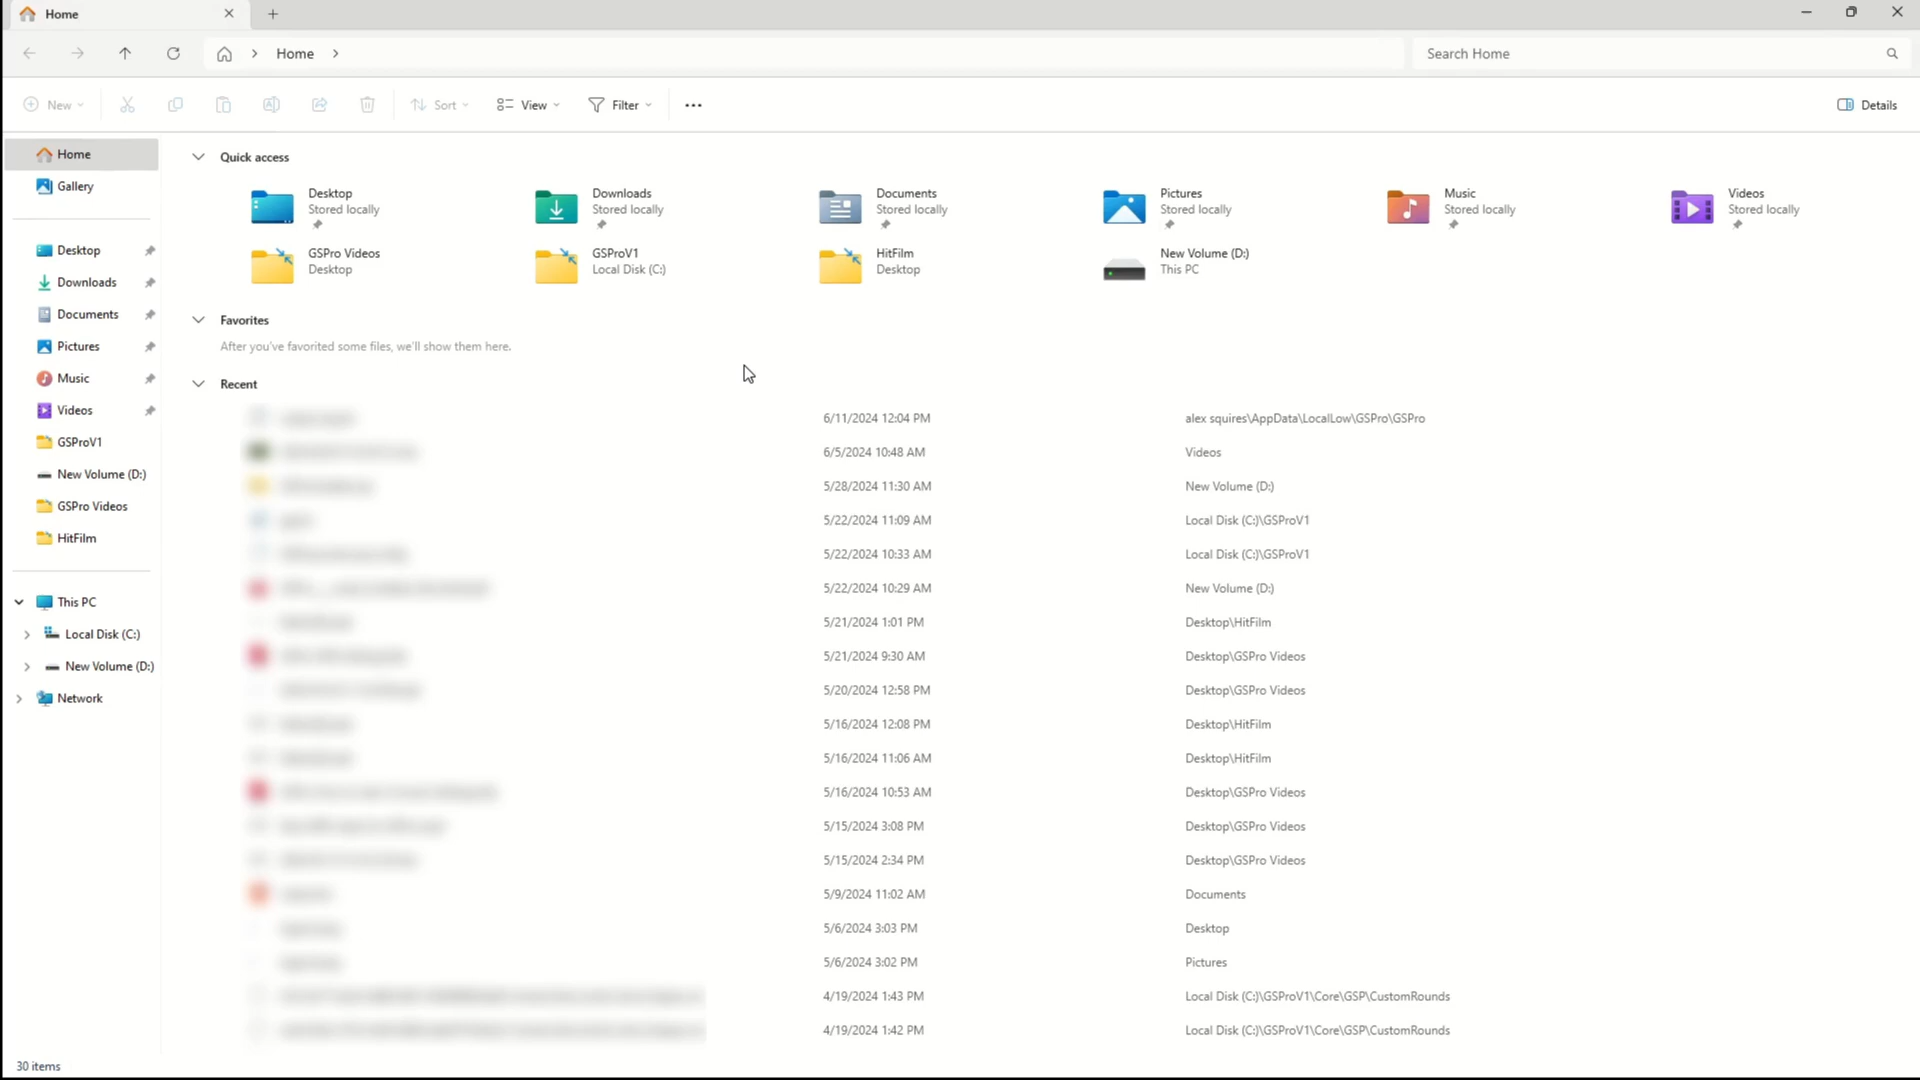 Home
Home
Search Home
New
Sort
View
Filter
Details
Home
Gallery
Desktop
Downloads
Documents
Pictures
Music
Videos
GSProV1
New Volume (D:)
GSPro Videos
HitFilm
This PC
Local Disk (C:)
New Volume (D:)
Network
Quick access
Desktop
Stored locally
Downloads
Stored locally
Documents
Stored locally
Pictures
Stored locally
Music
Stored locally
Videos
Stored locally
GSPro Videos
Desktop
GSProV1
Local Disk (C:)
HitFilm
Desktop
New Volume (D:)
This PC
Favorites
After you've favorited some files, we'll show them here.
Recent
6/11/2024 12:04 PM alex squires\AppData\LocalLow\GSPro\GSPro
6/5/2024 10:48 AM Videos
5/28/2024 11:30 AM New Volume (D:)
5/22/2024 11:09 AM Local Disk (C:)\GSProV1
5/22/2024 10:33 AM Local Disk (C:)\GSProV1
5/22/2024 10:29 AM New Volume (D:)
5/21/2024 1:01 PM Desktop\HitFilm
5/21/2024 9:30 AM Desktop\GSPro Videos
5/20/2024 12:58 PM Desktop\GSPro Videos
5/16/2024 12:08 PM Desktop\HitFilm
5/16/2024 11:06 AM Desktop\HitFilm
5/16/2024 10:53 AM Desktop\GSPro Videos
5/15/2024 3:08 PM Desktop\GSPro Videos
5/15/2024 2:34 PM Desktop\GSPro Videos
5/9/2024 11:02 AM Documents
5/6/2024 3:03 PM Desktop
5/6/2024 3:02 PM Pictures
4/19/2024 1:43 PM Local Disk (C:)\GSProV1\Core\GSP\CustomRounds
4/19/2024 1:42 PM Local Disk (C:)\GSProV1\Core\GSP\CustomRounds
30 items